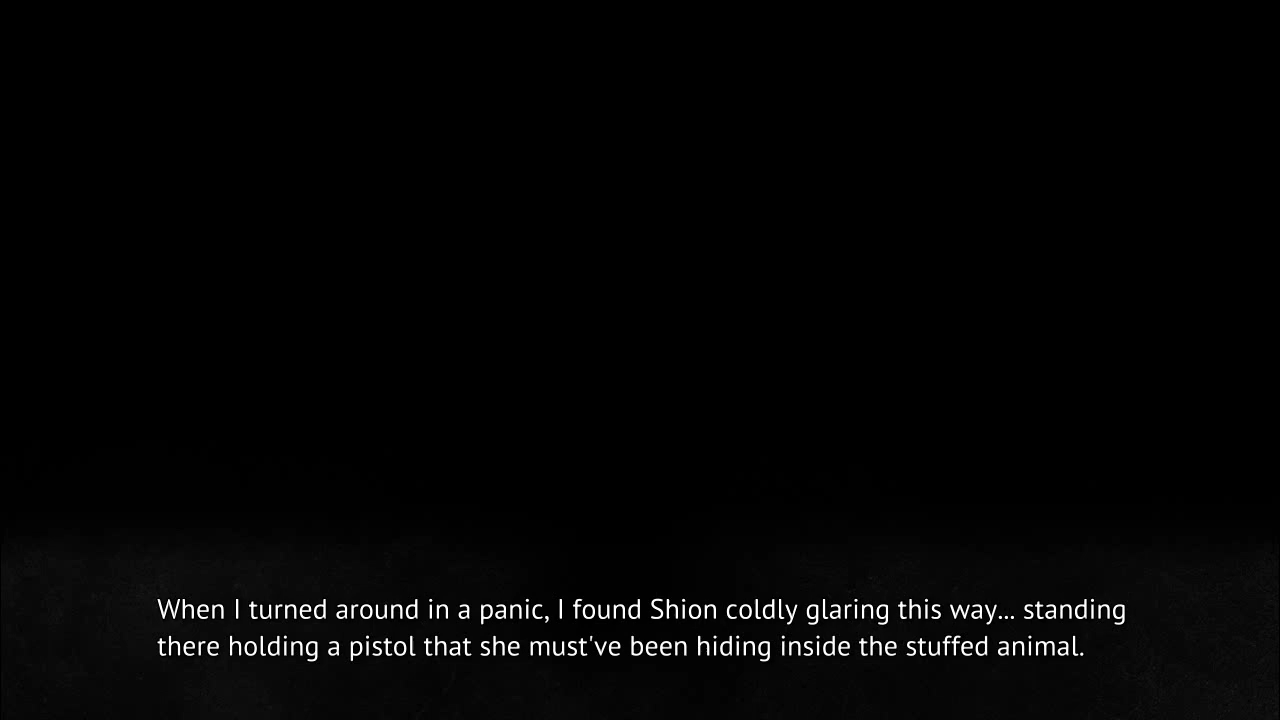 When I turned around in a panic, I found Shion coldly glaring this way... standing
there holding a pistol that she must've been hiding inside the stuffed animal.